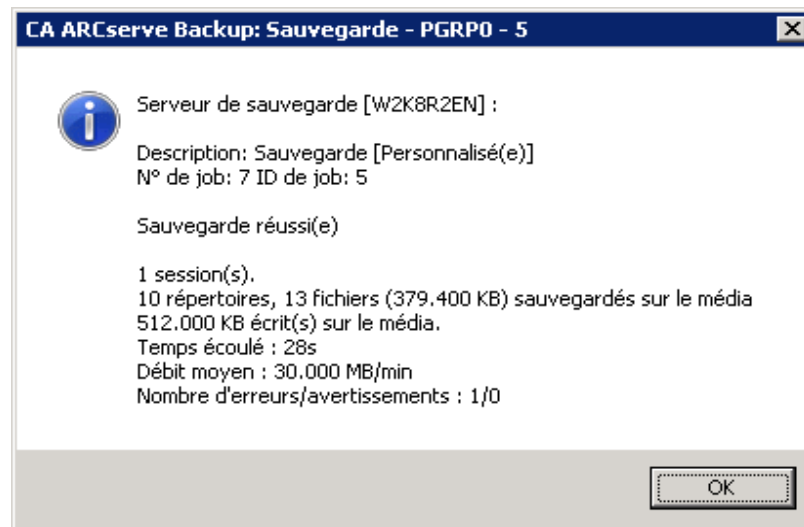 CA ARCserve Backup: Sauvegarde - PGRP0 - 5
Serveur de sauvegarde [W2K8R2EN] :
Description: Sauvegarde [Personnalisé(e)]
N° de job: 7 ID de job: 5
Sauvegarde réussi(e)
1 session(s).
10 répertoires, 13 fichiers (379.400 KB) sauvegardés sur le média
512.000 KB écrit(s) sur le média.
Temps écoulé : 28s
Débit moyen : 30.000 MB/min
Nombre d'erreurs/avertissements : 1/0
OK